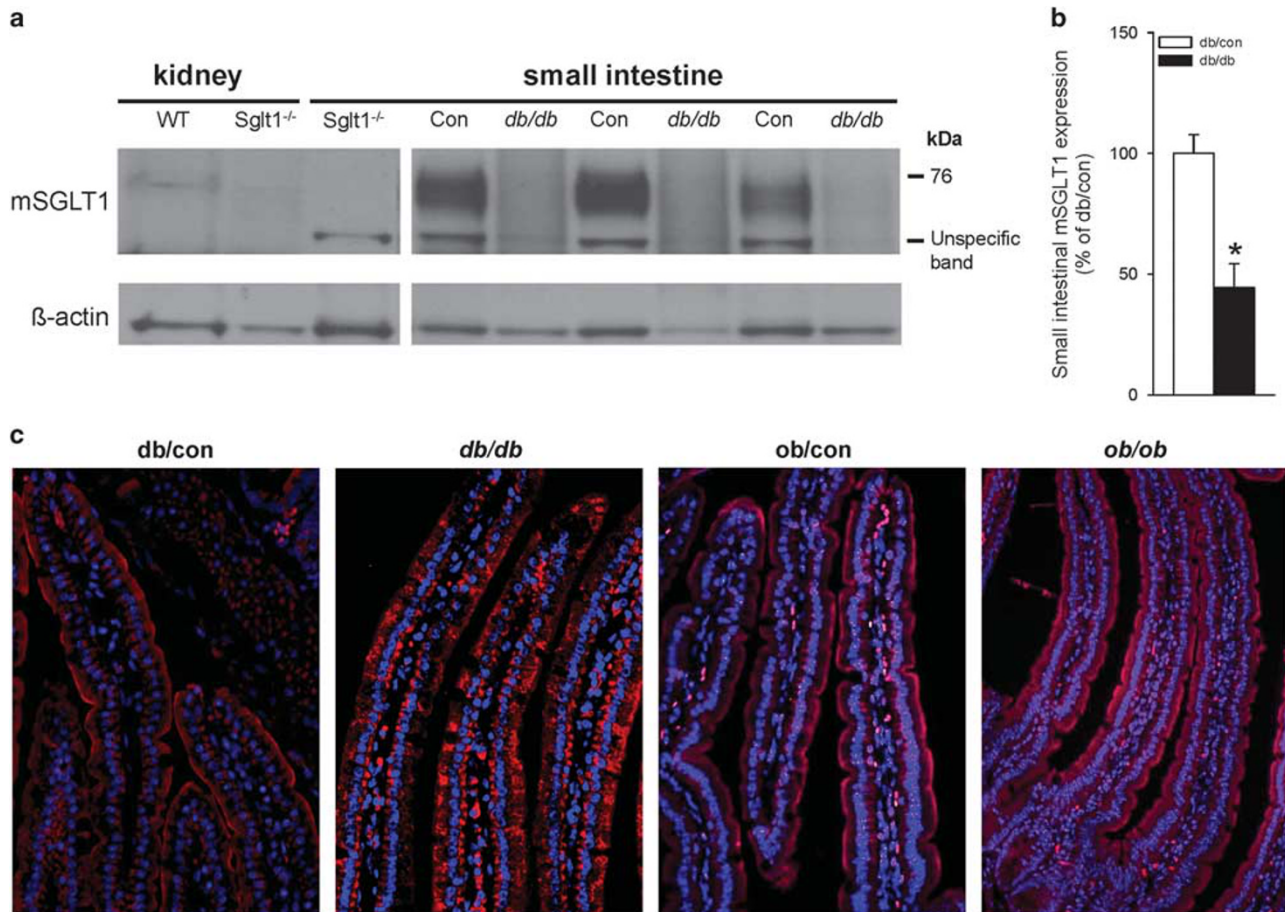 a
kidney
small intestine
WT Sglt1-/- Sglt1-/- Con db/db Con db/db Con db/db
kDa
mSGLT1
76
Unspecific
band
ß-actin
b
150
100
50
0
db/con
db/db
*
Small intestinal mSGLT1 expression
(% of db/con)
c
db/con db/db ob/con ob/ob